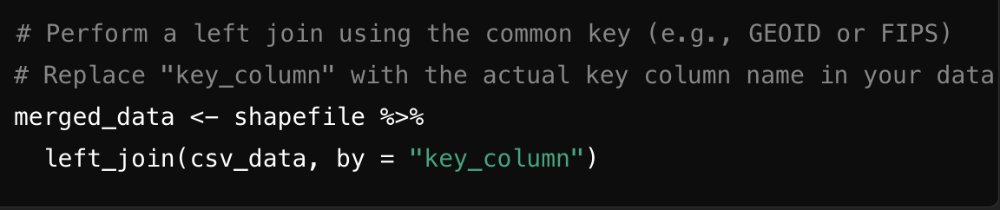 # Perform a left join using the common key (e.g., GEOID or FIPS)
# Replace "key_column" with the actual key column name in your data
merged_data <- shapefile %>%
  left_join(csv_data, by = "key_column")